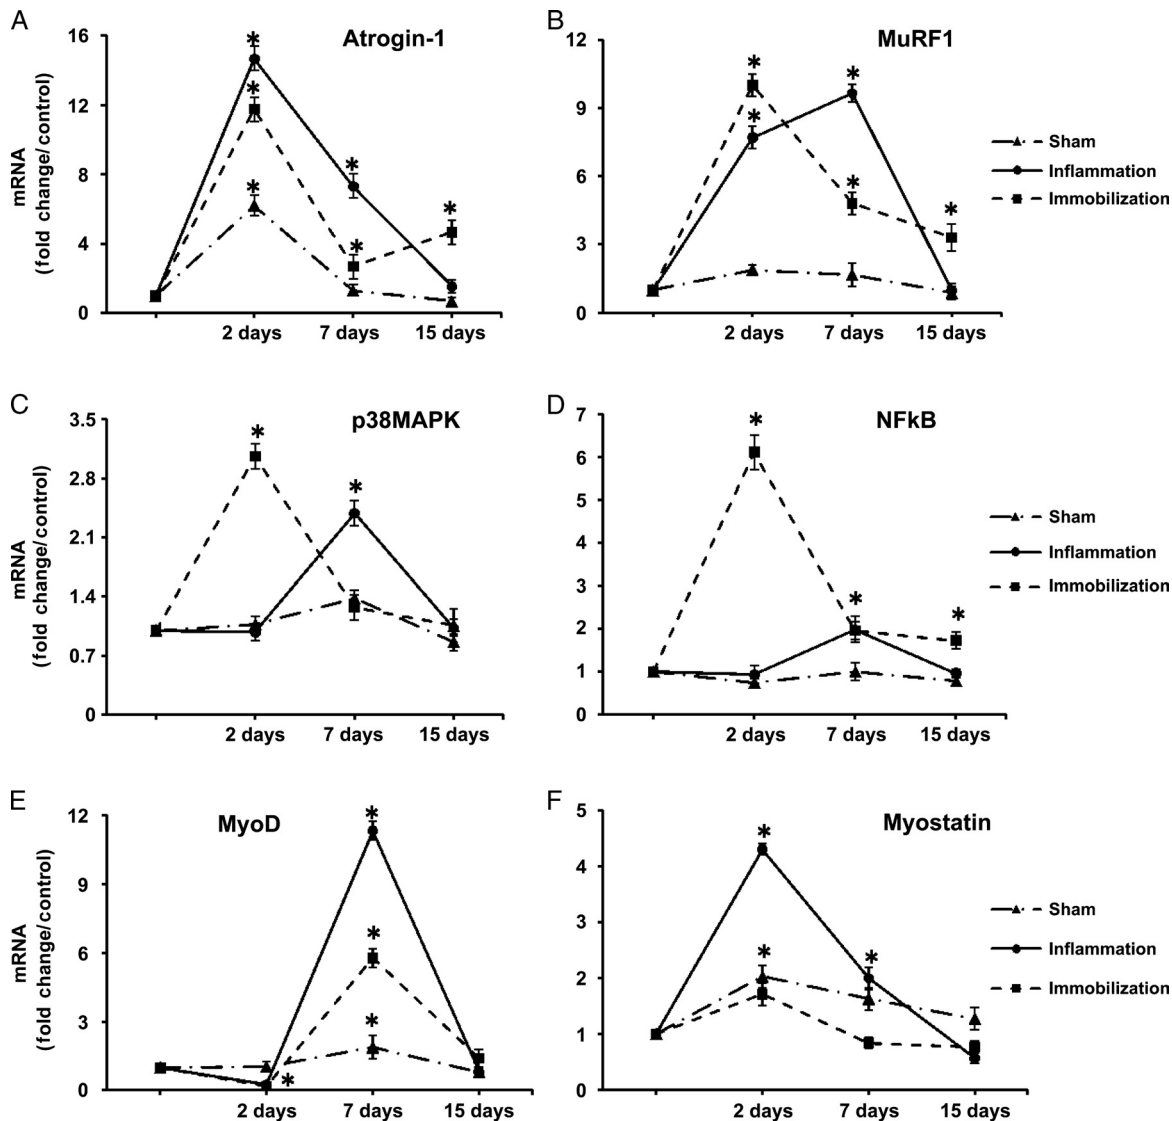 A
Atrogin-1
mRNA
(fold change/control)
16
12
8
4
0
*
*
*
*
*
*
2 days 7 days 15 days
B
MuRF1
12
9
6
3
0
*
*
*
*
*
2 days 7 days 15 days
Sham
Inflammation
Immobilization
C
p38MAPK
mRNA
(fold change/control)
3.5
2.8
2.1
1.4
0.7
0
*
*
2 days 7 days 15 days
D
NFkB
7
6
5
4
3
2
1
0
*
*
*
2 days 7 days 15 days
Sham
Inflammation
Immobilization
E
MyoD
mRNA
(fold change/control)
12
9
6
3
0
*
*
*
*
2 days 7 days 15 days
F
Myostatin
5
4
3
2
1
0
*
*
*
2 days 7 days 15 days
Sham
Inflammation
Immobilization